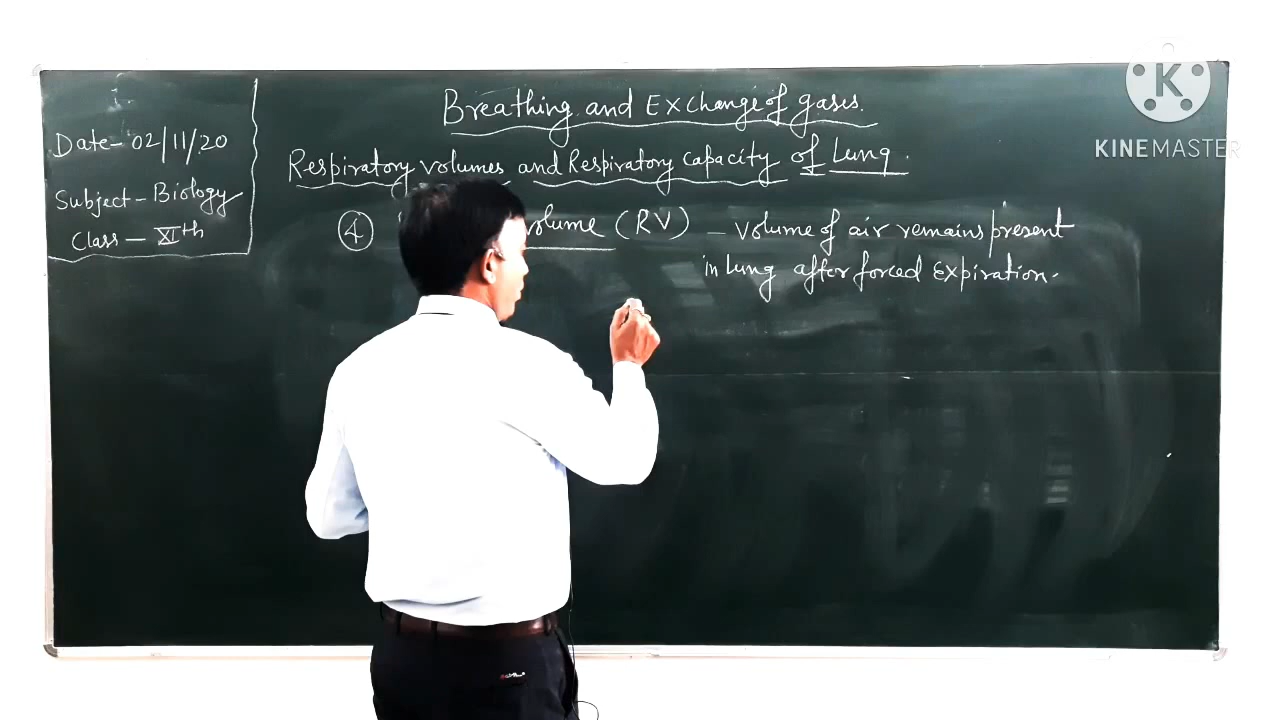 Breathing and Exchange of gases.
Date - 02/11/20
Subject - Biology
Class - XIth
Respiratory volumes and Respiratory capacity of Lung.
④ volume (RV) - volume of air remains present
in lung after forced expiration.
K
KINEMASTER